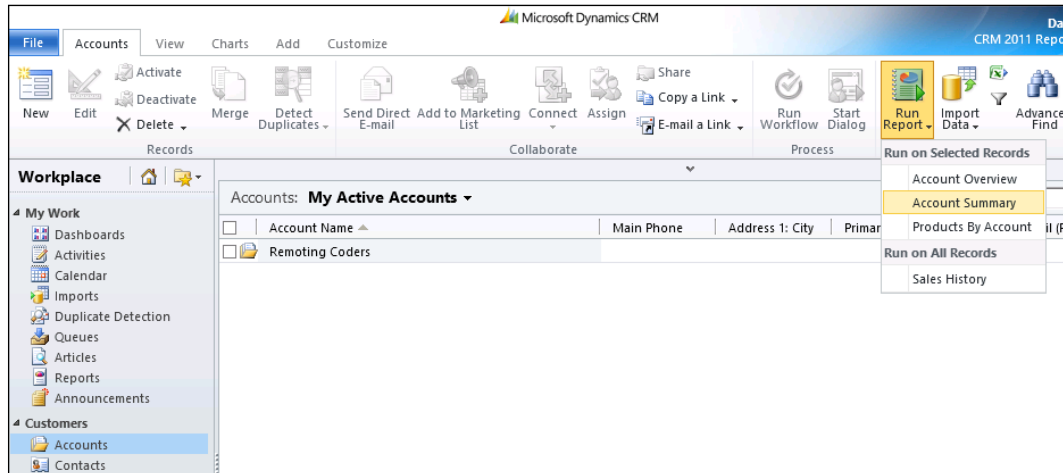 Microsoft Dynamics CRM
Da
CRM 2011 Repo
File Accounts View Charts Add Customize
New
Edit
Activate
Deactivate
Delete
Merge
Detect
Duplicates
Send Direct
E-mail
Add to Marketing
List
Connect
Assign
Share
Copy a Link
E-mail a Link
Run
Workflow
Start
Dialog
Run
Report
Import
Data
Advance
Find
Records
Collaborate
Process
Run on Selected Records
Account Overview
Account Summary
Products By Account
Run on All Records
Sales History
Workplace
My Work
Dashboards
Activities
Calendar
Imports
Duplicate Detection
Queues
Articles
Reports
Announcements
Customers
Accounts
Contacts
Accounts: My Active Accounts
Account Name Main Phone Address 1: City Primar il (P
Remoting Coders